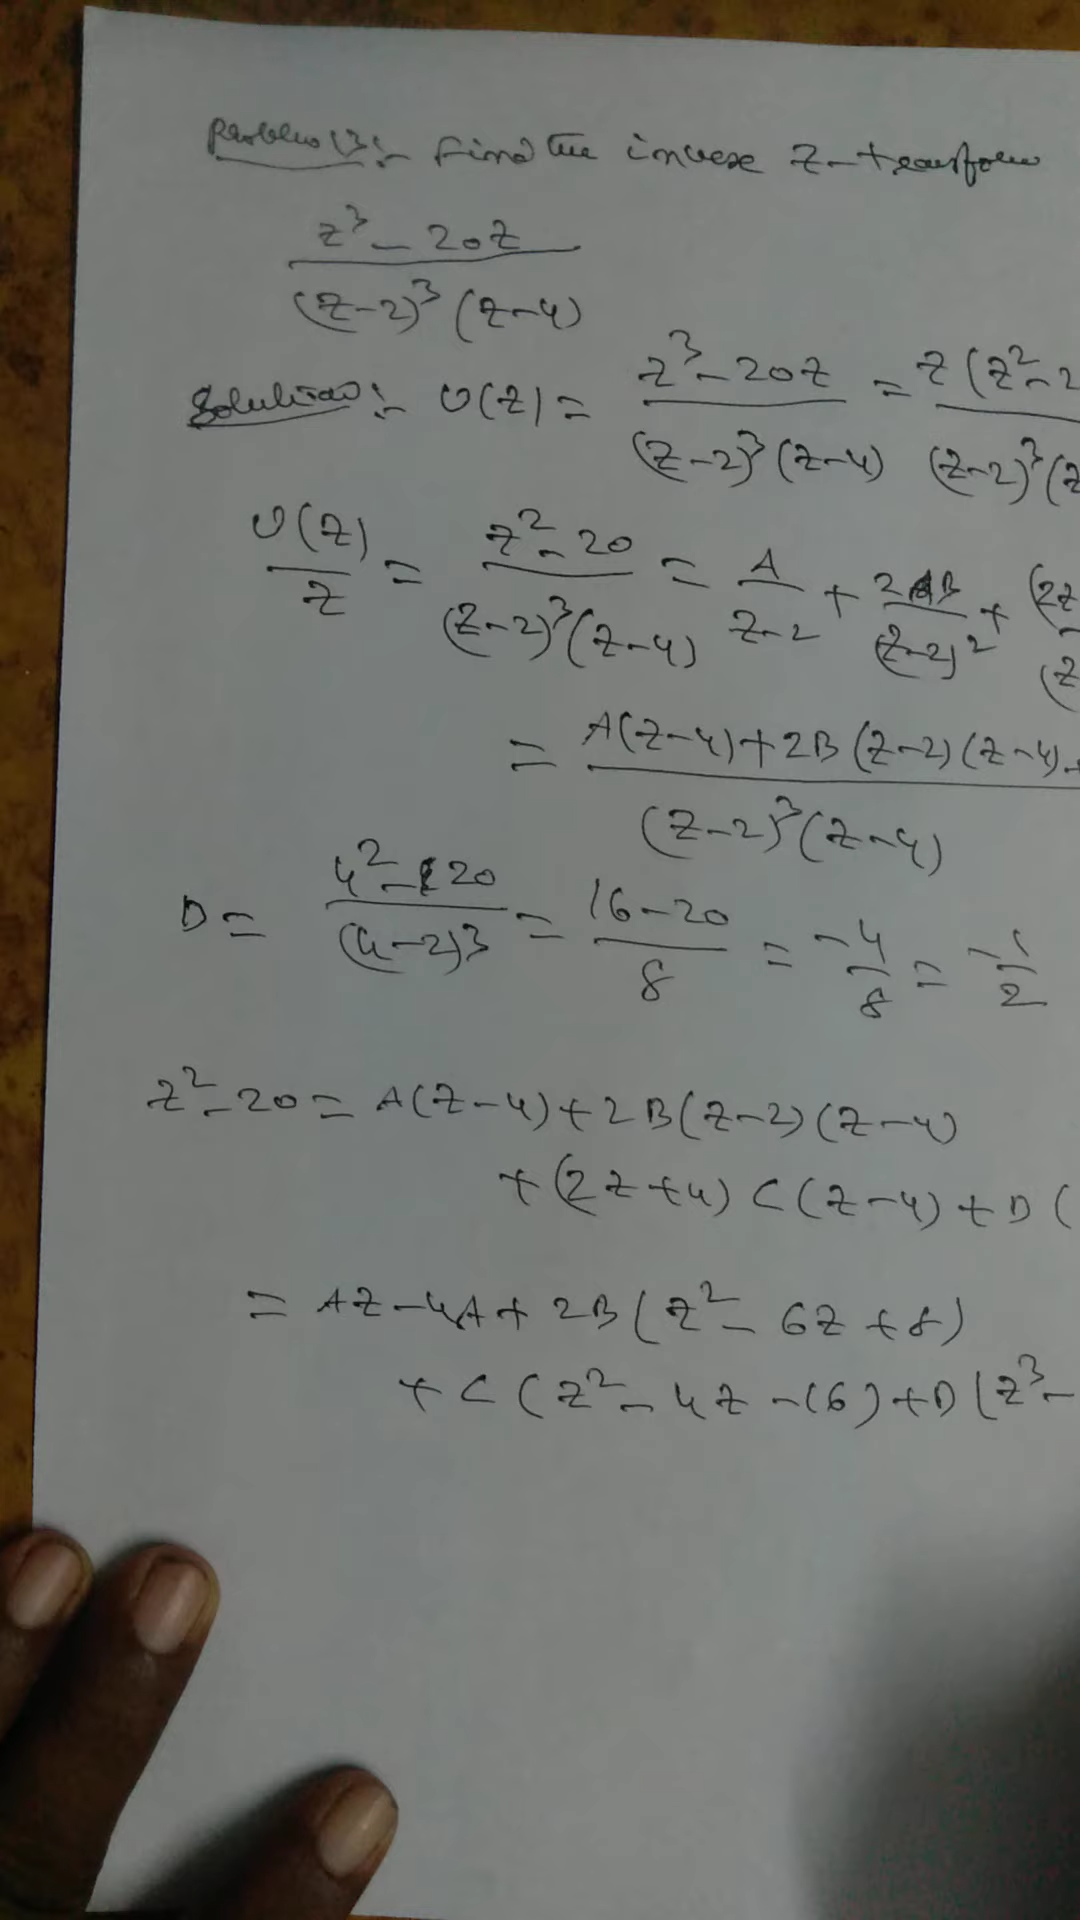 Problem 13:- Find the inverse Z-transform
z³ - 20z
(z-2)³ (z-4)
Solution:- U(z) = z³ - 20z / (z-2)³ (z-4) = z (z² - 2 / (z-2)³ (z
U(z) / z = z² - 20 / (z-2)³ (z-4) = A / z-2 + 2B / (z-2)² + (2z / (z
= A(z-4) + 2B (z-2) (z-4) + / (z-2)³ (z-4)
D = 4² - 20 / (4-2)³ = 16-20 / 8 = -4 / 8 = -1 / 2
z² - 20 = A(z-4) + 2B(z-2)(z-4)
+ (2z+4) C(z-4) + D (
= Az - 4A + 2B (z² - 6z + 8)
+ C (z² - 4z - 16) + D (z³ -